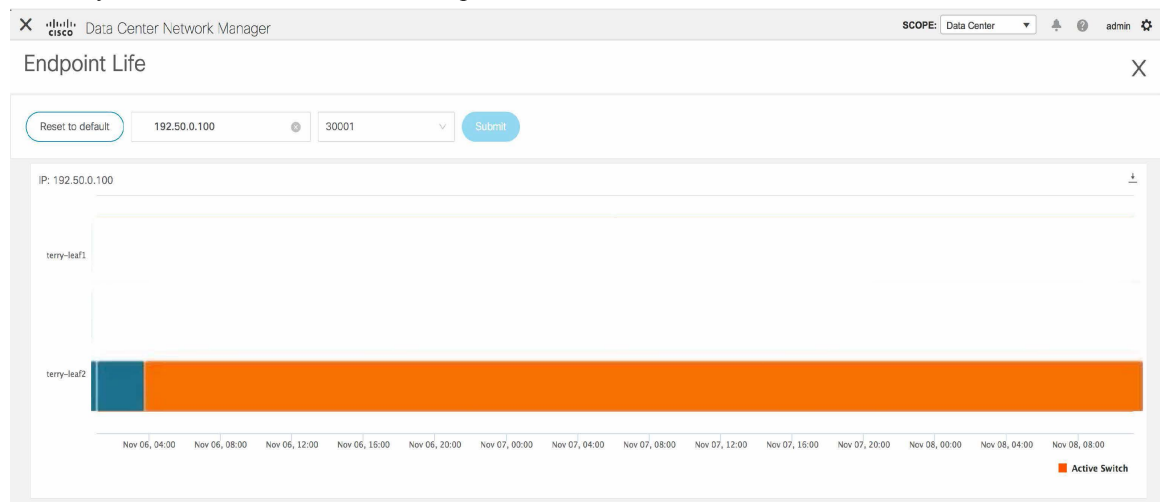 X cisco Data Center Network Manager SCOPE: Data Center admin
Endpoint Life X
Reset to default 192.50.0.100 30001 Submit
IP: 192.50.0.100
terry-leaf1
terry-leaf2
Nov 06, 04:00 Nov 06, 08:00 Nov 06, 12:00 Nov 06, 16:00 Nov 06, 20:00 Nov 07, 00:00 Nov 07, 04:00 Nov 07, 08:00 Nov 07, 12:00 Nov 07, 16:00 Nov 07, 20:00 Nov 08, 00:00 Nov 08, 04:00 Nov 08, 08:00
Active Switch